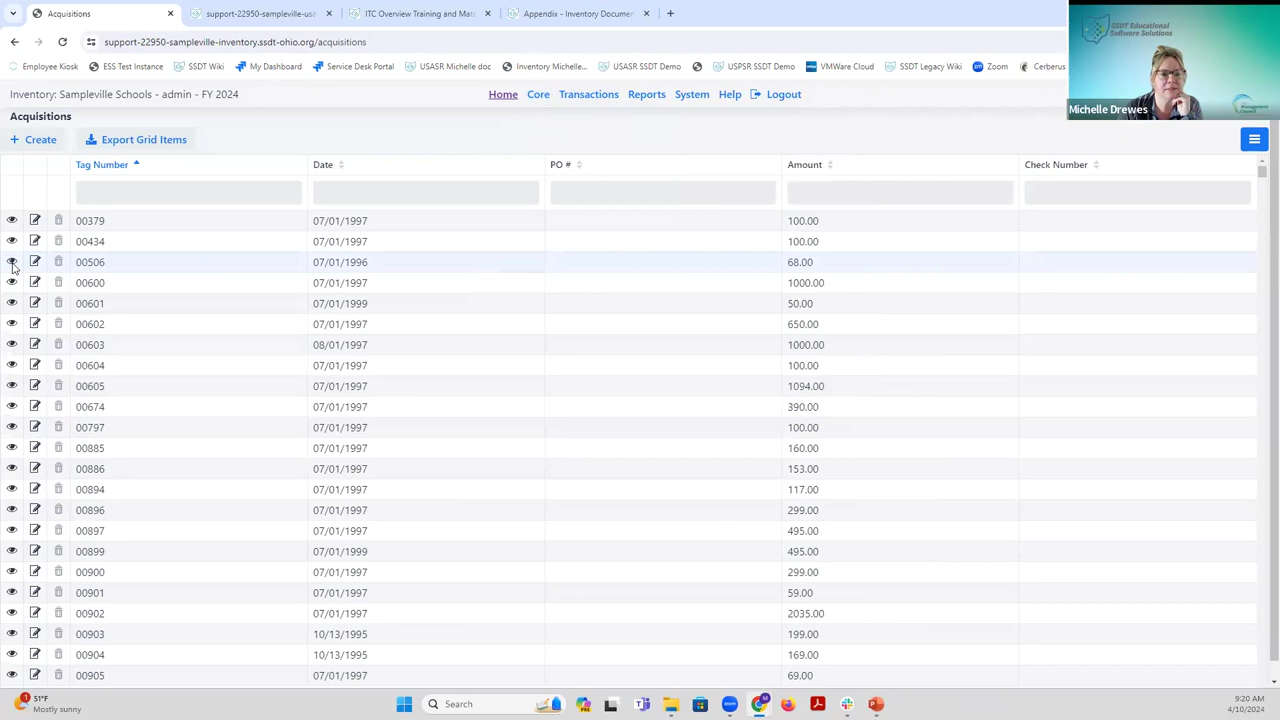 Acquisitions
support-22950-sampleville-usa
ITC Overview Training and Mate
Appendix - Inventory Documen
support-22950-sampleville-inventory.ssdt-ohio.org/acquisitions
Employee Kiosk
ESS Test Instance
SSDT Wiki
My Dashboard
Service Desk Portal
USASR Michelle doc
Inventory Michelle...
USASR SSDT Demo
USPSR SSDT Demo
VMWare Cloud
SSDT Legacy Wiki
Zoom
Cerberus
SSDT Educational
Software Solutions
Management
Council
Michelle Drewes
Inventory: Sampleville Schools - admin - FY 2024
Home Core Transactions Reports System Help Logout
Acquisitions
+ Create Export Grid Items
Tag Number Date PO # Amount Check Number
00379 07/01/1997 100.00
00434 07/01/1997 100.00
00506 07/01/1996 68.00
00600 07/01/1997 1000.00
00601 07/01/1999 50.00
00602 07/01/1997 650.00
00603 08/01/1997 1000.00
00604 07/01/1997 100.00
00605 07/01/1997 1094.00
00674 07/01/1997 390.00
00797 07/01/1997 100.00
00885 07/01/1997 160.00
00886 07/01/1997 153.00
00894 07/01/1997 117.00
00896 07/01/1997 299.00
00897 07/01/1997 495.00
00899 07/01/1999 495.00
00900 07/01/1997 299.00
00901 07/01/1997 59.00
00902 07/01/1997 2035.00
00903 10/13/1995 199.00
00904 10/13/1995 169.00
00905 07/01/1997 69.00
1
51°F
Mostly sunny
Search
9:20 AM
4/10/2024